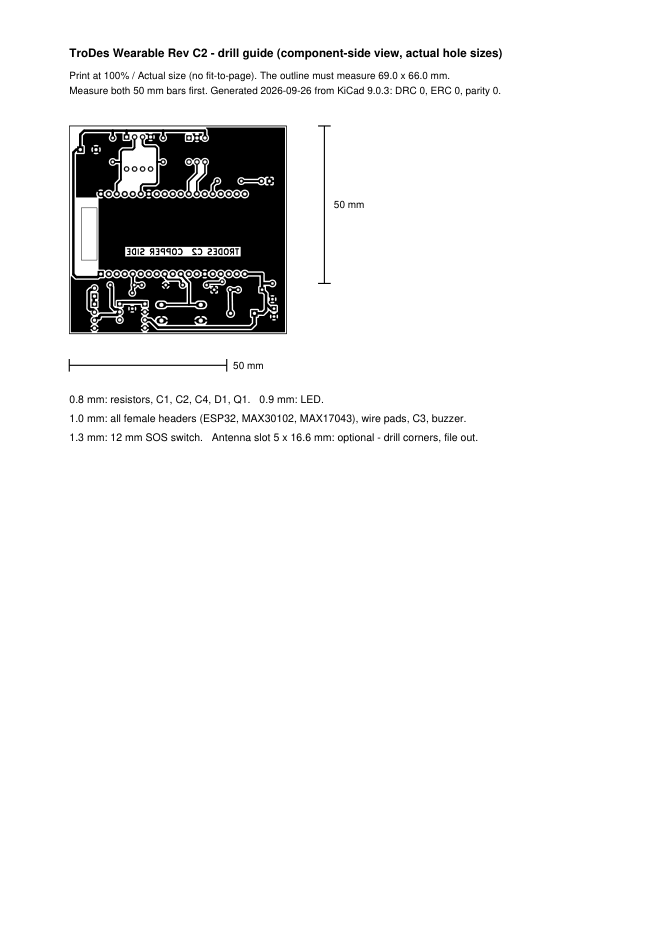 TroDes Wearable Rev C2 - drill guide (component-side view, actual hole sizes)
Print at 100% / Actual size (no fit-to-page). The outline must measure 69.0 x 66.0 mm.
Measure both 50 mm bars first. Generated 2026-09-26 from KiCad 9.0.3: DRC 0, ERC 0, parity 0.
50 mm
TRODES C2 COPPER SIDE
50 mm
0.8 mm: resistors, C1, C2, C4, D1, Q1. 0.9 mm: LED.
1.0 mm: all female headers (ESP32, MAX30102, MAX17043), wire pads, C3, buzzer.
1.3 mm: 12 mm SOS switch. Antenna slot 5 x 16.6 mm: optional - drill corners, file out.